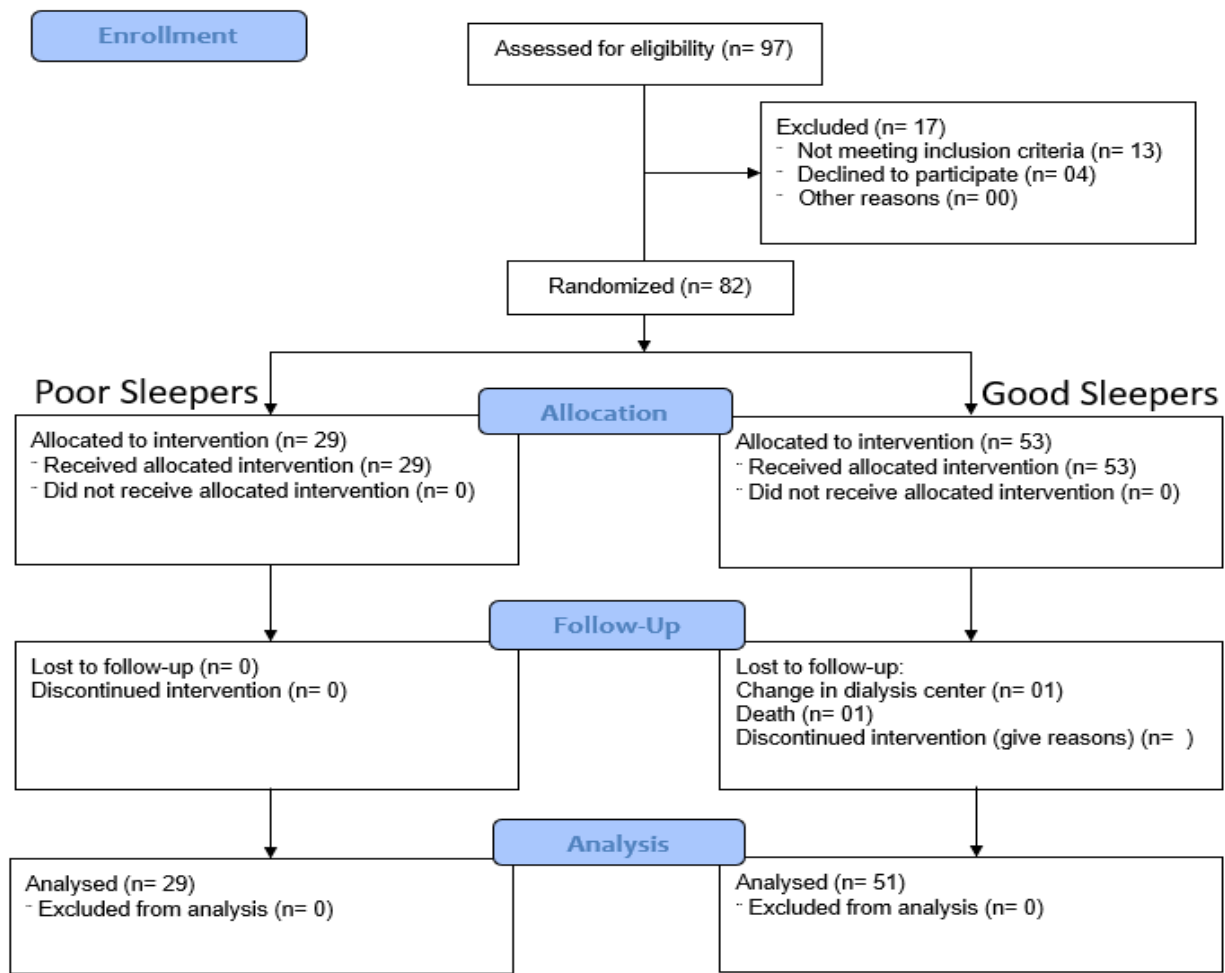 Enrollment
Assessed for eligibility (n= 97)
Excluded (n= 17)
- Not meeting inclusion criteria (n= 13)
- Declined to participate (n= 04)
- Other reasons (n= 00)
Randomized (n= 82)
Poor Sleepers
Good Sleepers
Allocation
Allocated to intervention (n= 29)
- Received allocated intervention (n= 29)
- Did not receive allocated intervention (n= 0)
Allocated to intervention (n= 53)
- Received allocated intervention (n= 53)
- Did not receive allocated intervention (n= 0)
Follow-Up
Lost to follow-up (n= 0)
Discontinued intervention (n= 0)
Lost to follow-up:
Change in dialysis center (n= 01)
Death (n= 01)
Discontinued intervention (give reasons) (n=  )
Analysis
Analysed (n= 29)
- Excluded from analysis (n= 0)
Analysed (n= 51)
- Excluded from analysis (n= 0)